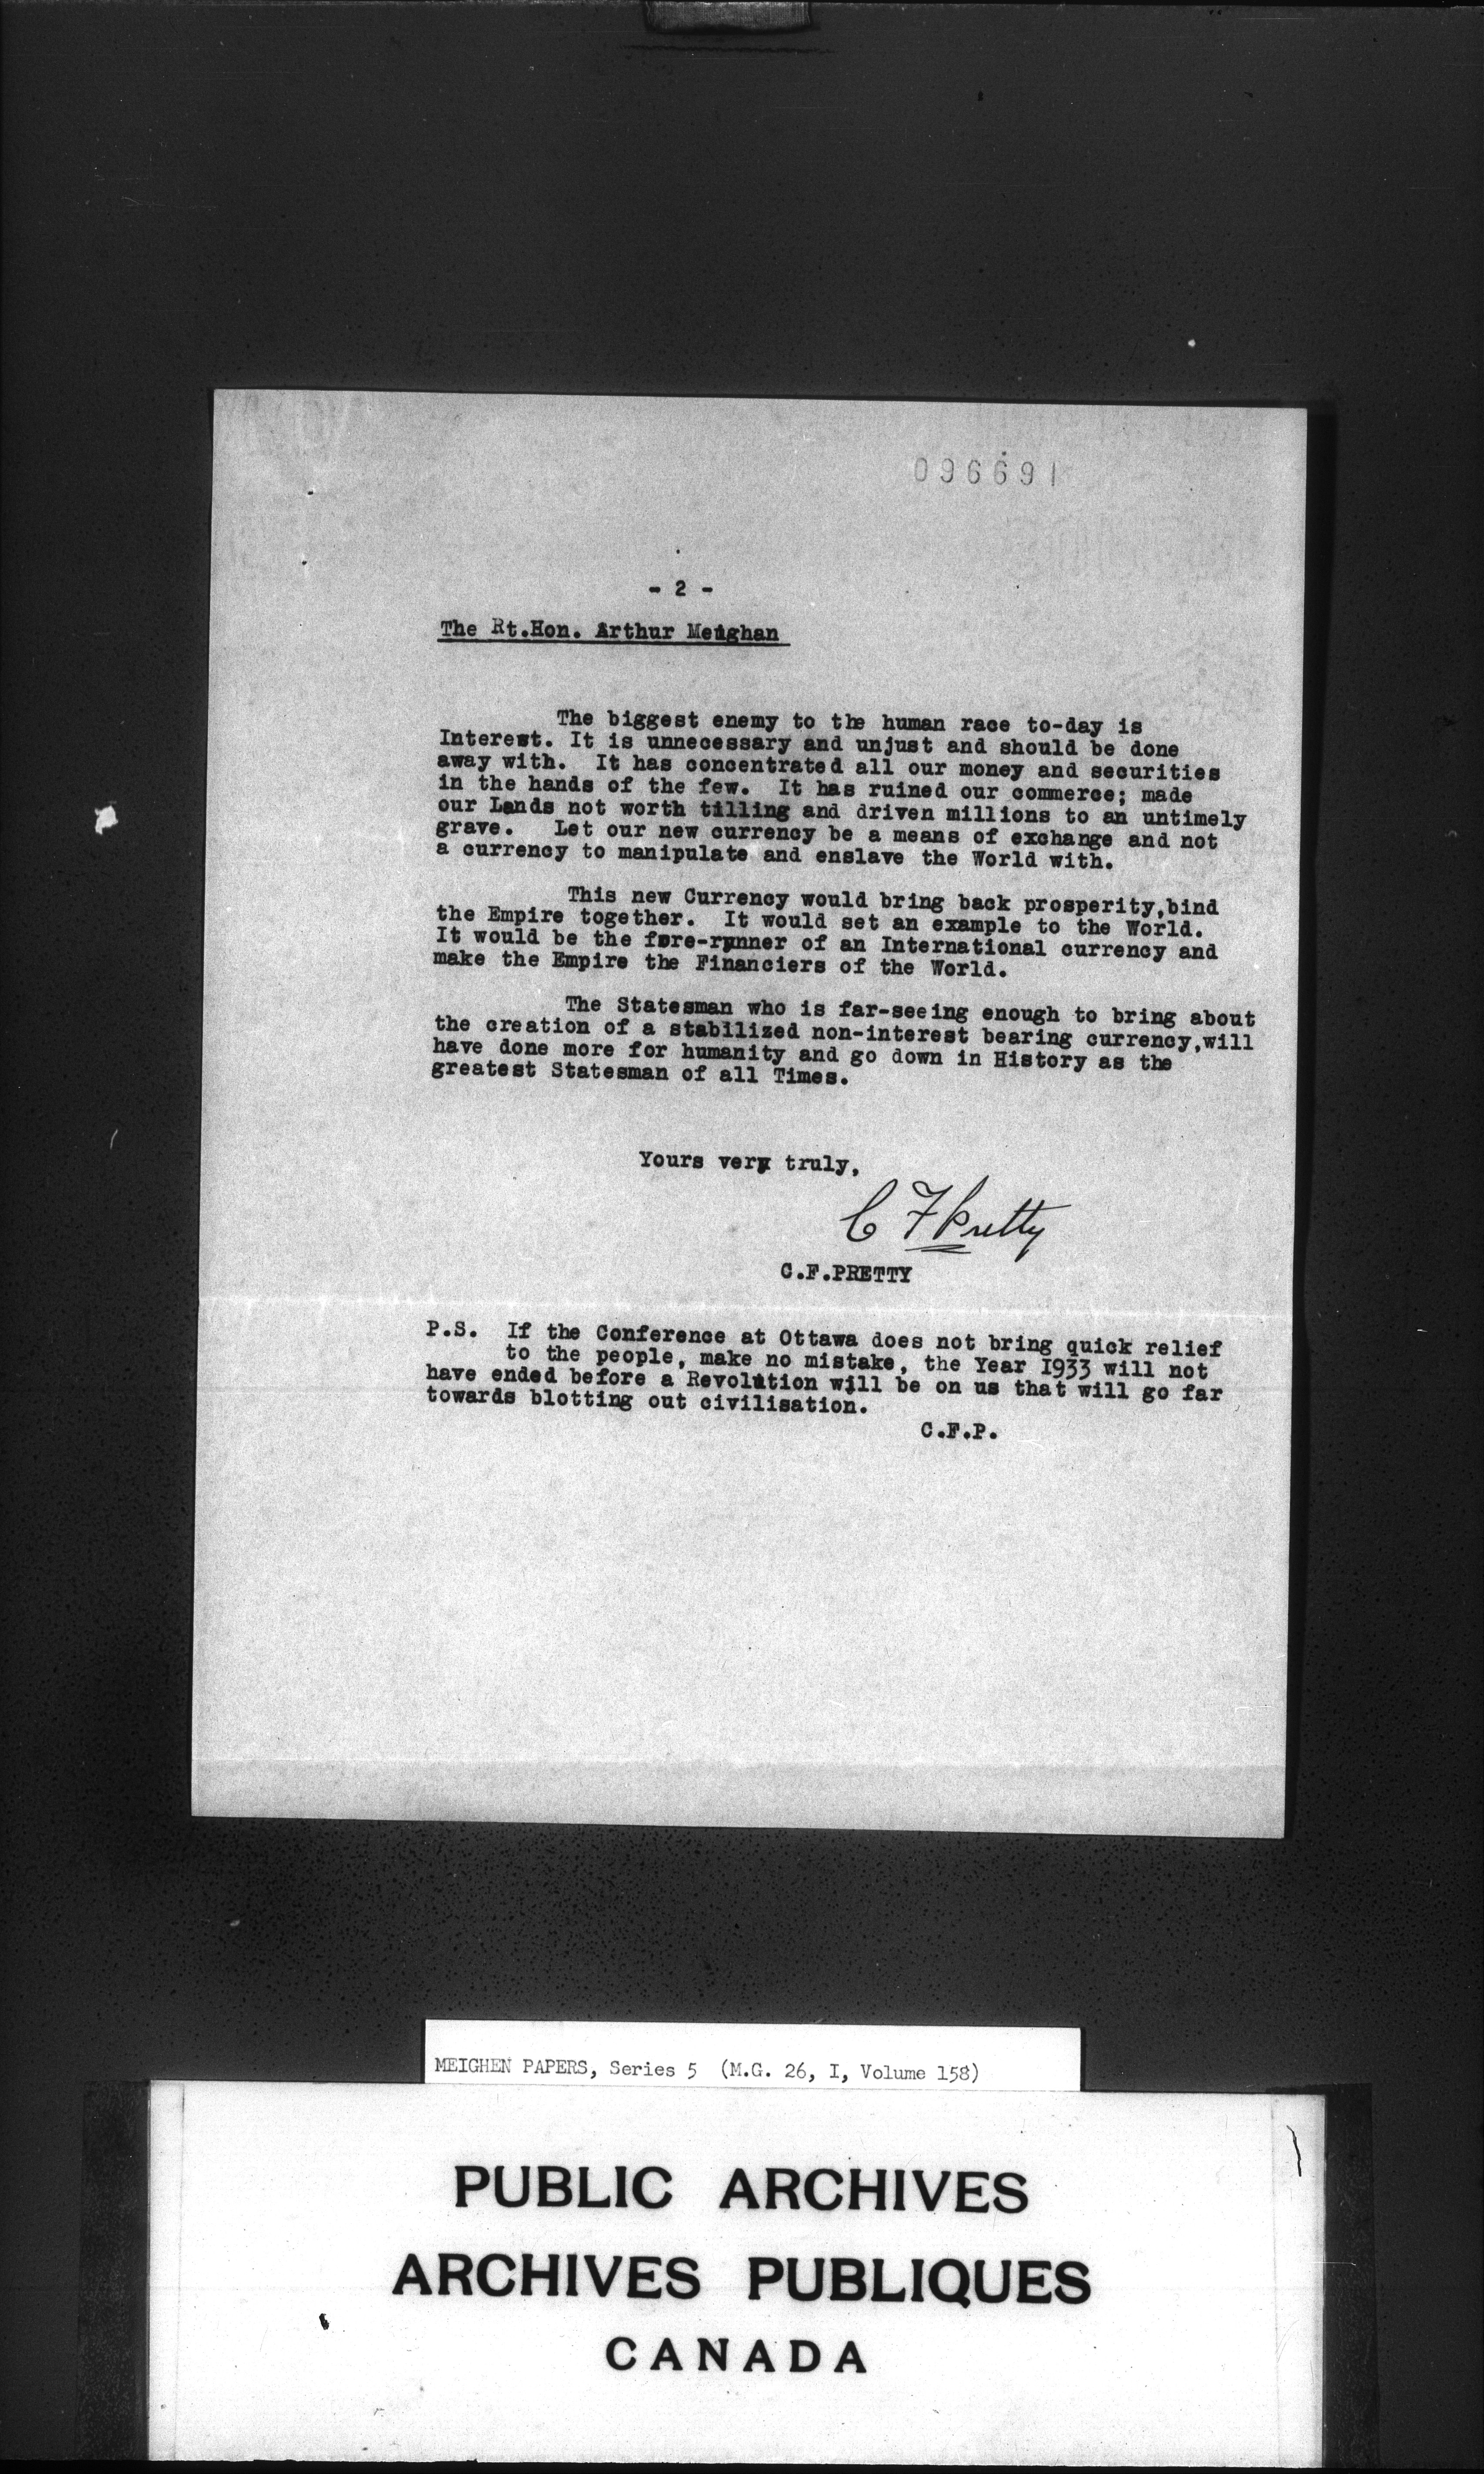 096691
- 2 -
The Rt.Hon. Arthur Meighan
The biggest enemy to the human race to-day is
Interest. It is unnecessary and unjust and should be done
away with. It has concentrated all our money and securities
in the hands of the few. It has ruined our commerce; made
our Lands not worth tilling and driven millions to an untimely
grave. Let our new currency be a means of exchange and not
a currency to manipulate and enslave the World with.
This new Currency would bring back prosperity,bind
the Empire together. It would set an example to the World.
It would be the fore-runner of an International currency and
make the Empire the Financiers of the World.
The Statesman who is far-seeing enough to bring about
the creation of a stabilized non-interest bearing currency,will
have done more for humanity and go down in History as the
greatest Statesman of all Times.
Yours very truly,
C F Pretty
C.F.PRETTY
P.S. If the Conference at Ottawa does not bring quick relief
to the people, make no mistake, the Year 1933 will not
have ended before a Revolution will be on us that will go far
towards blotting out civilisation.
C.F.P.
MEIGHEN PAPERS, Series 5 (M.G. 26, I, Volume 158)
PUBLIC ARCHIVES
ARCHIVES PUBLIQUES
CANADA